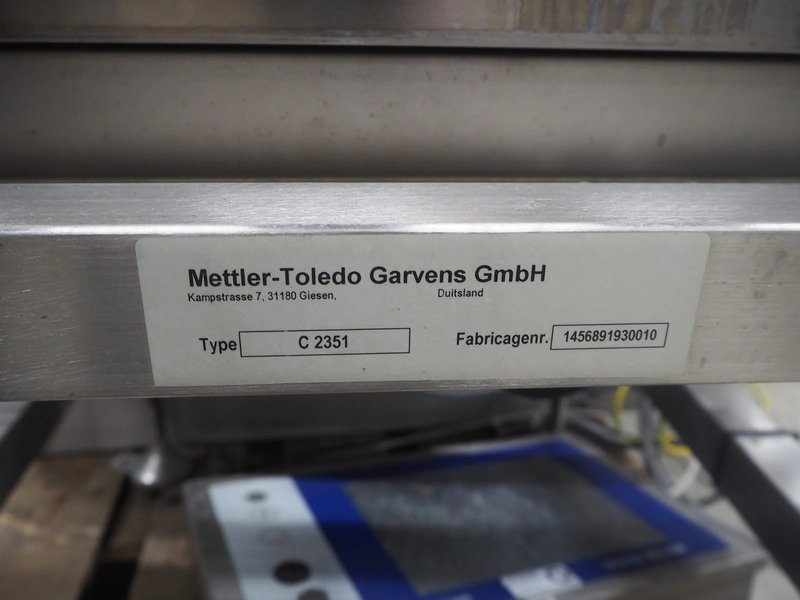 Mettler-Toledo Garvens GmbH
Kampstrasse 7, 31180 Giesen, Duitsland
Type C 2351 Fabricagenr. 1456891930010